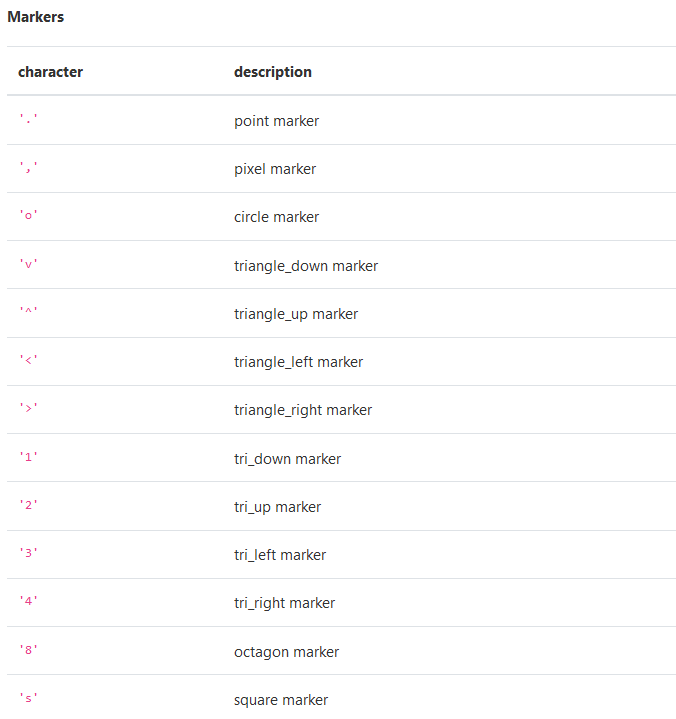 Markers
character description
'.' point marker
',' pixel marker
'o' circle marker
'v' triangle_down marker
'^' triangle_up marker
'<' triangle_left marker
'>' triangle_right marker
'1' tri_down marker
'2' tri_up marker
'3' tri_left marker
'4' tri_right marker
'8' octagon marker
's' square marker